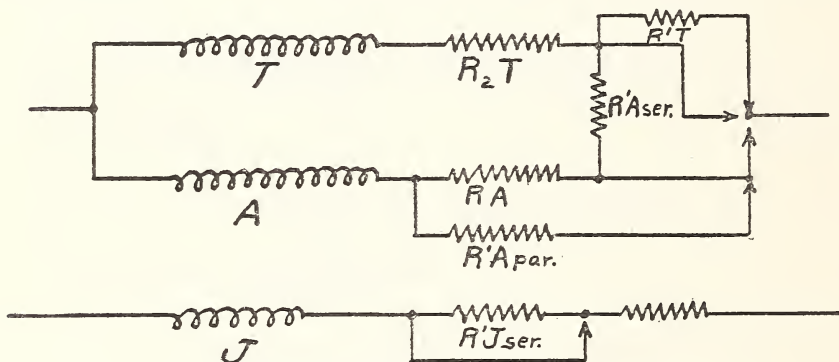 R'T
T
R₂T
R'Aser.
A
RA
R'Apar.
J
R'Jser.